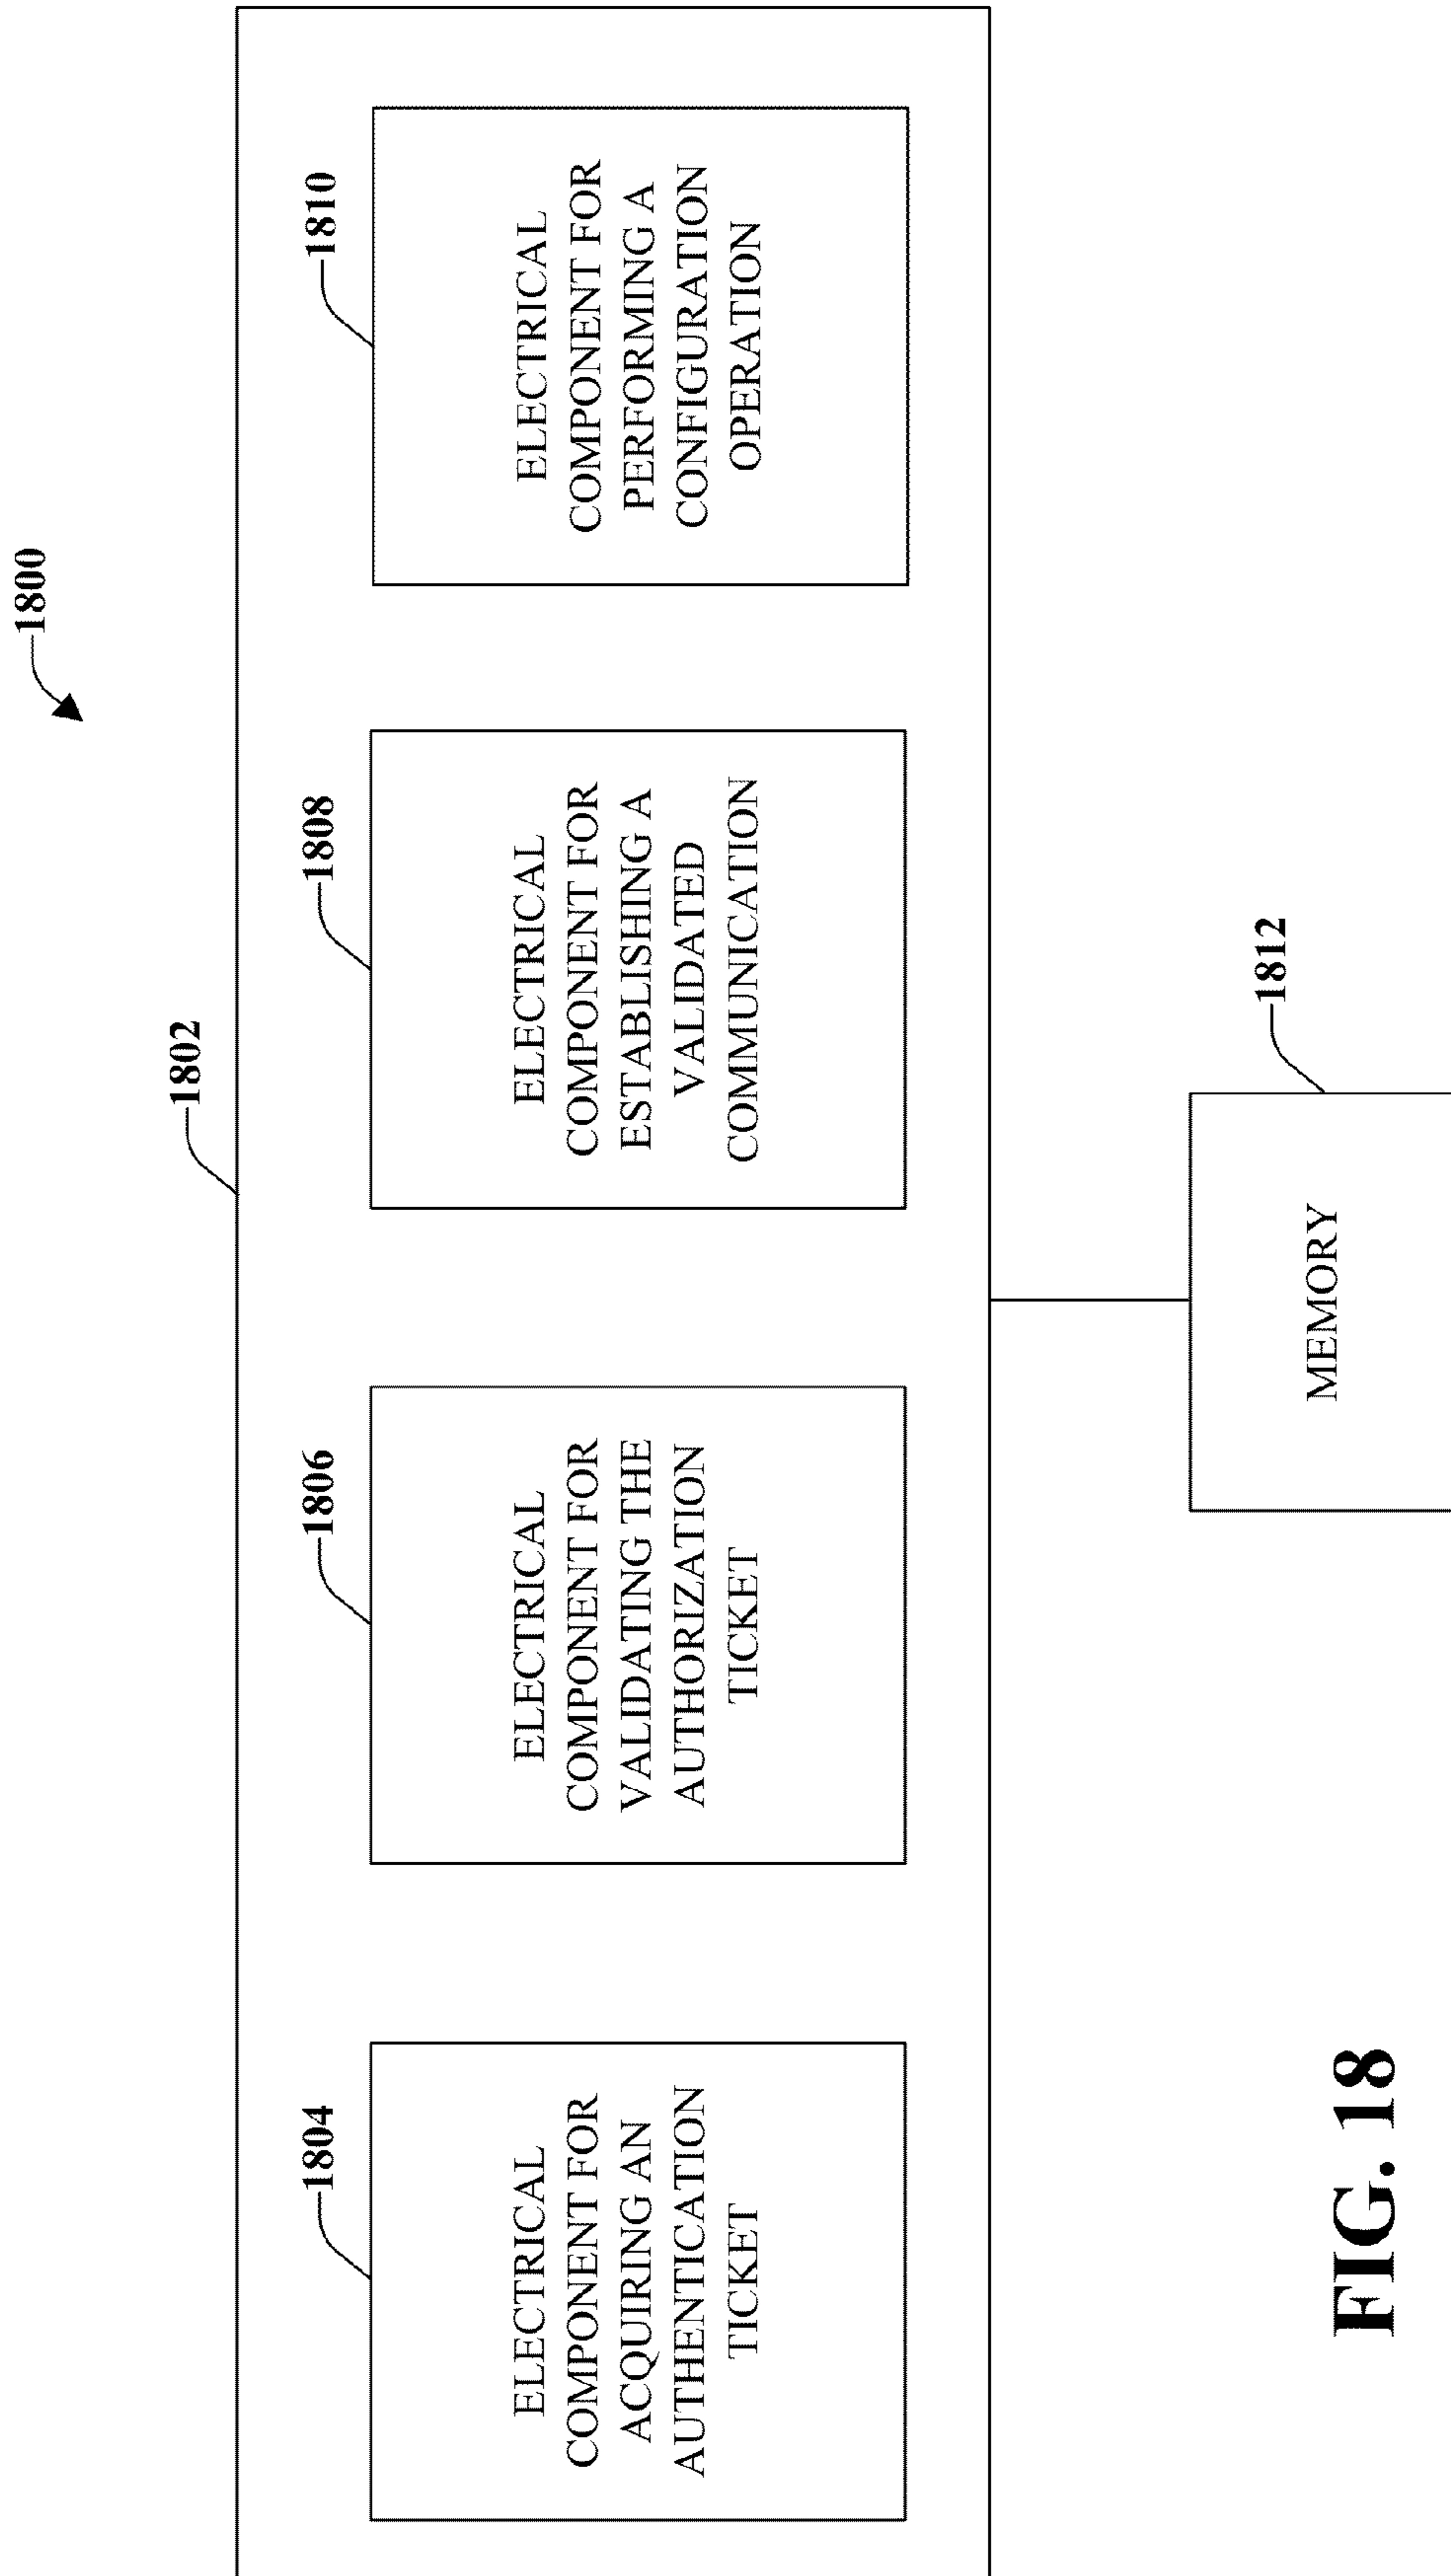 1800
1802
1804
ELECTRICAL
COMPONENT FOR
ACQUIRING AN
AUTHENTICATION
TICKET
1806
ELECTRICAL
COMPONENT FOR
VALIDATING THE
AUTHORIZATION
TICKET
1808
ELECTRICAL
COMPONENT FOR
ESTABLISHING A
VALIDATED
COMMUNICATION
1810
ELECTRICAL
COMPONENT FOR
PERFORMING A
CONFIGURATION
OPERATION
1812
MEMORY
FIG. 18